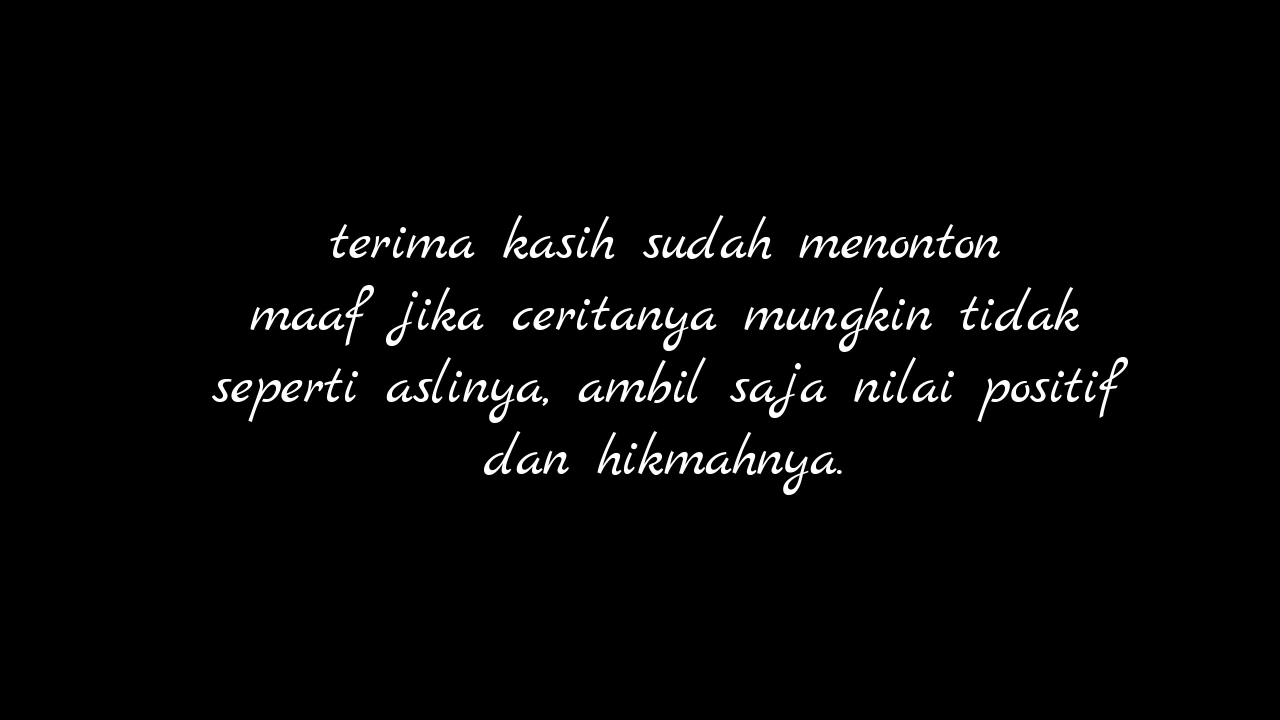 terima kasih sudah menonton
maaf jika ceritanya mungkin tidak
seperti aslinya, ambil saja nilai positif
dan hikmahnya.